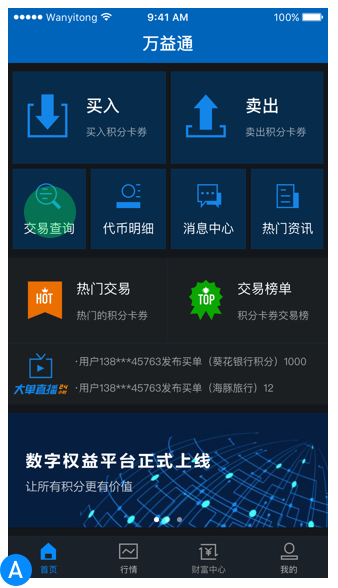 Wanyitong 9:41 AM 100%
万益通
买入
买入积分卡券
卖出
卖出积分卡券
交易查询
代币明细
消息中心
热门资讯
HOT
热门交易
热门的积分卡券
TOP
交易榜单
积分卡券交易榜
大单直播 24小时
·用户138***45763发布买单（葵花银行积分）1000
·用户138***45763发布买单（海豚旅行）12
数字权益平台正式上线
让所有积分更有价值
首页
行情
财富中心
我的
A